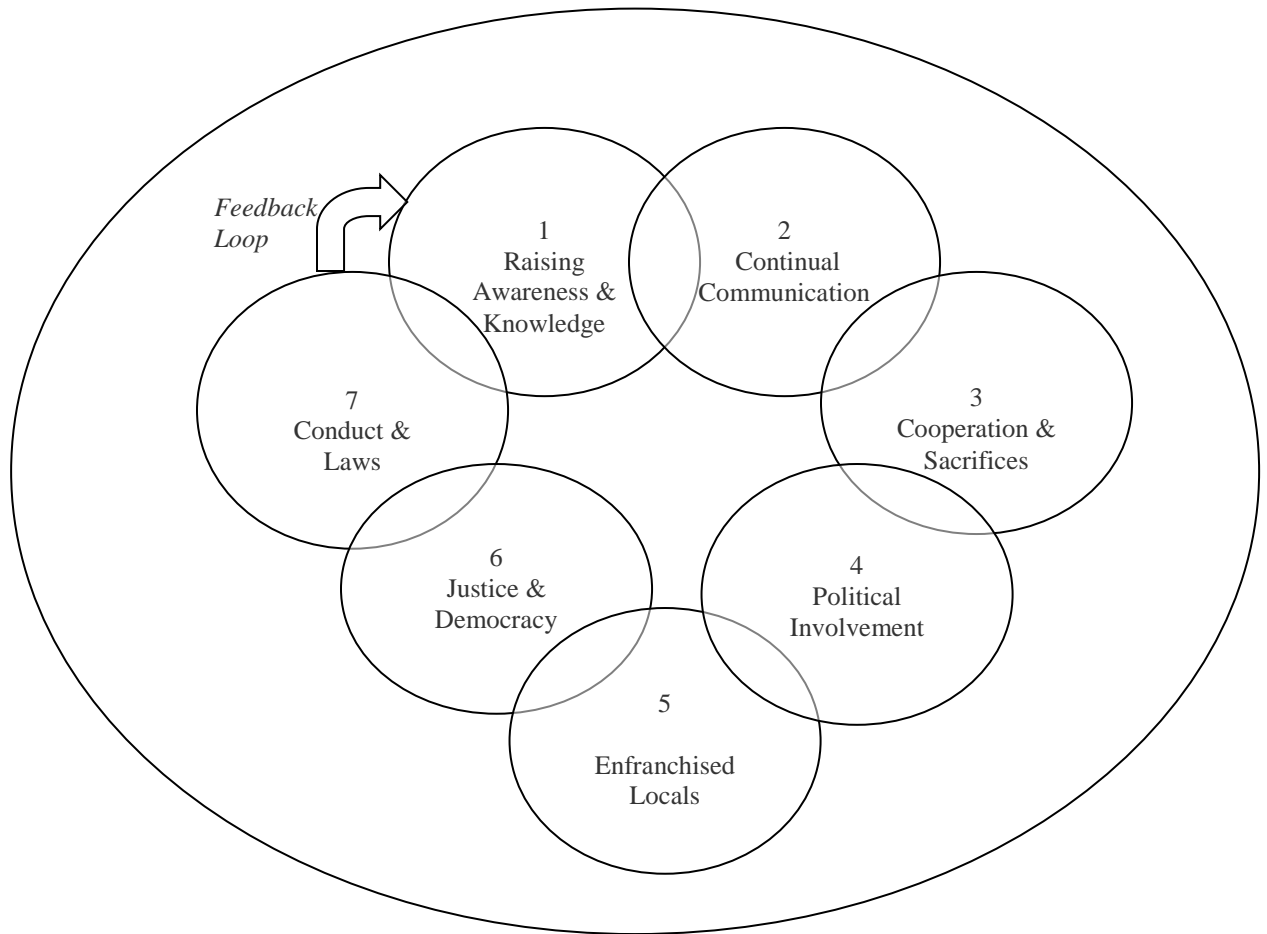 Feedback
Loop
1
Raising
Awareness &
Knowledge
2
Continual
Communication
3
Cooperation &
Sacrifices
4
Political
Involvement
5
Enfranchised
Locals
6
Justice &
Democracy
7
Conduct &
Laws